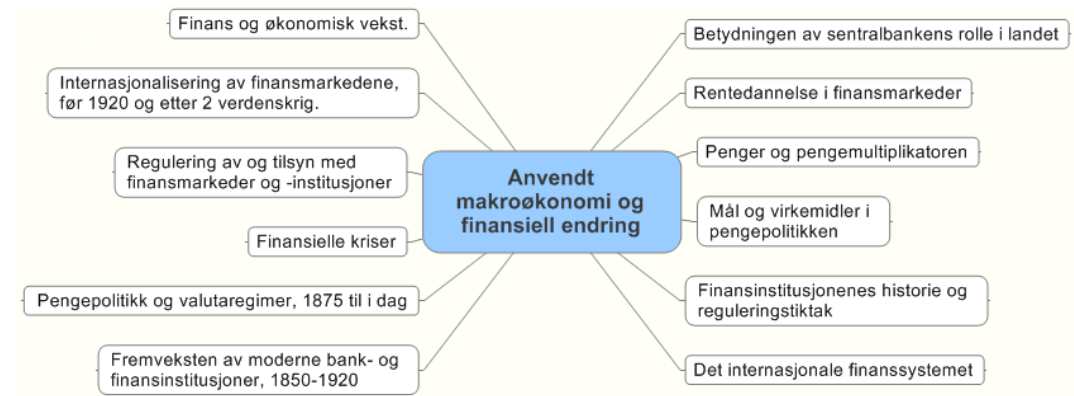 Finans og økonomisk vekst.
Internasjonalisering av finansmarkedene,
før 1920 og etter 2 verdenskrig.
Regulering av og tilsyn med
finansmarkeder og -institusjoner
Finansielle kriser
Pengepolitikk og valutaregimer, 1875 til i dag
Fremveksten av moderne bank- og
finansinstitusjoner, 1850-1920
Anvendt
makroøkonomi og
finansiell endring
Betydningen av sentralbankens rolle i landet
Rentedannelse i finansmarkeder
Penger og pengemultiplikatoren
Mål og virkemidler i
pengepolitikken
Finansinstitusjonenes historie og
reguleringstiktak
Det internasjonale finanssystemet